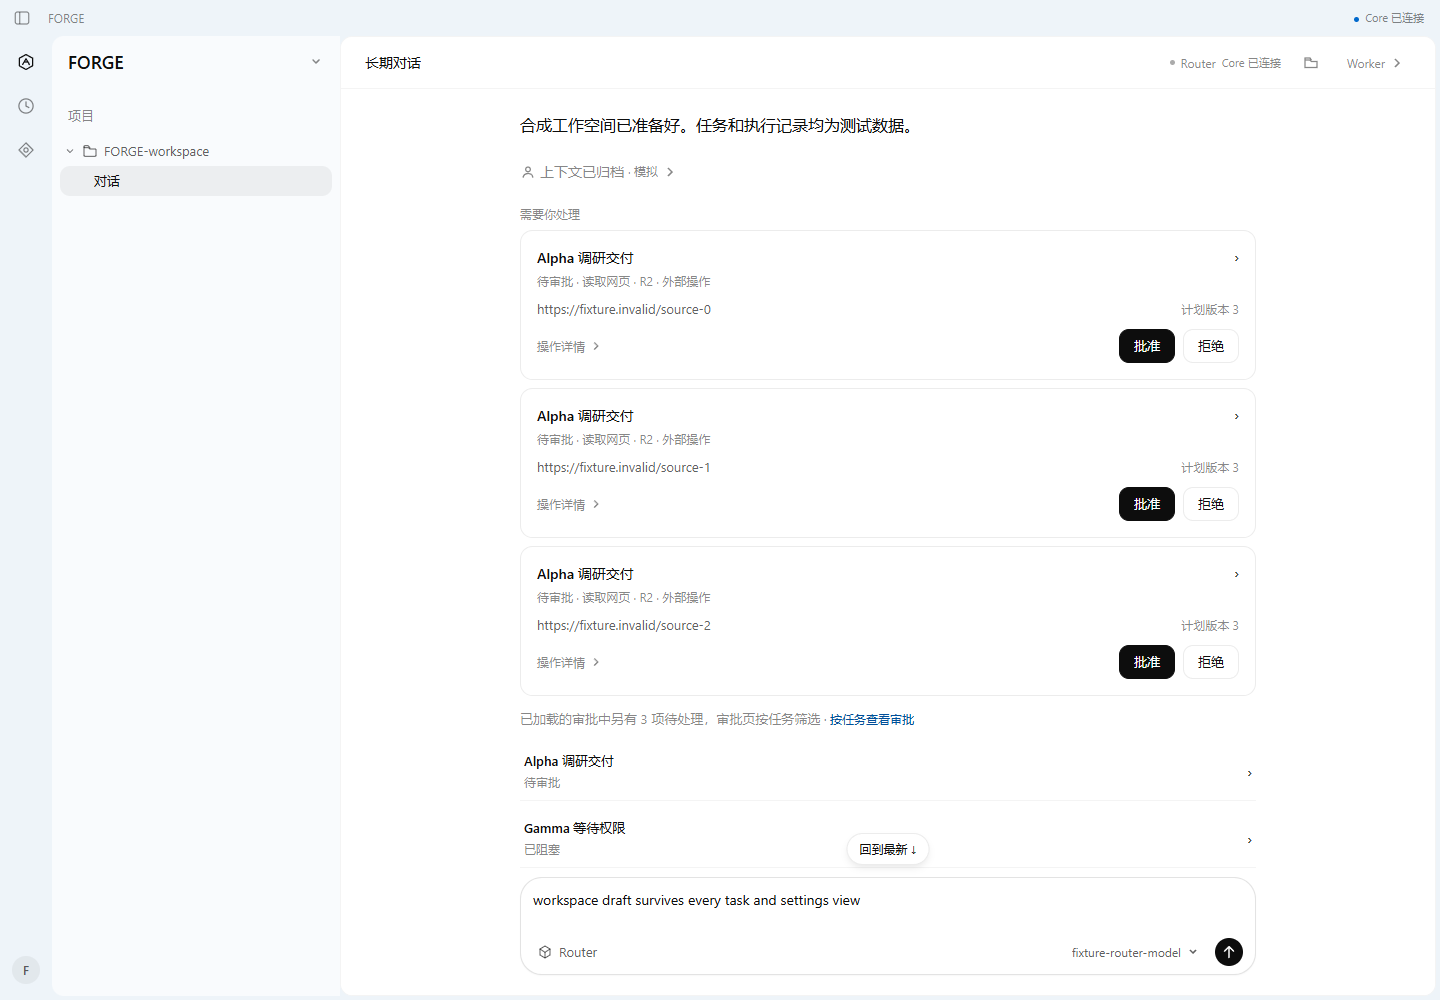 FORGE
Core 已连接
FORGE
项目
FORGE-workspace
对话
长期对话
Router Core 已连接
Worker
合成工作空间已准备好。任务和执行记录均为测试数据。
上下文已归档 · 模拟
需要你处理
Alpha 调研交付
待审批 · 读取网页 · R2 · 外部操作
https://fixture.invalid/source-0
计划版本 3
操作详情
批准
拒绝
Alpha 调研交付
待审批 · 读取网页 · R2 · 外部操作
https://fixture.invalid/source-1
计划版本 3
操作详情
批准
拒绝
Alpha 调研交付
待审批 · 读取网页 · R2 · 外部操作
https://fixture.invalid/source-2
计划版本 3
操作详情
批准
拒绝
已加载的审批中另有 3 项待处理，审批页按任务筛选 · 按任务查看审批
Alpha 调研交付
待审批
Gamma 等待权限
已阻塞
回到最新 ↓
workspace draft survives every task and settings view
Router
fixture-router-model
F